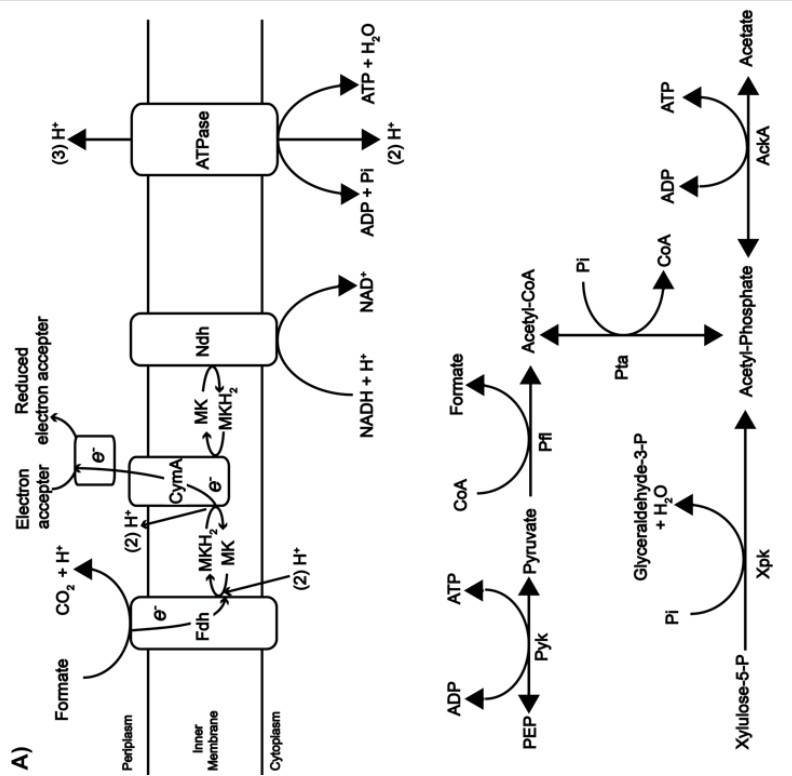 A)
Periplasm
Inner
Membrane
Cytoplasm
Formate
CO₂ + H⁺
e⁻
Fdh
(2) H⁺
MKH₂
MK
(2) H⁺
CymA
e⁻
Electron
accepter
e⁻
Reduced
electron accepter
MK
MKH₂
Ndh
NADH + H⁺
NAD⁺
(3) H⁺
ATPase
ADP + Pi
(2) H⁺
ATP + H₂O
PEP
ADP
ATP
Pyk
Pyruvate
CoA
Formate
Pfl
Acetyl-CoA
Pta
Pi
CoA
Xylulose-5-P
Pi
Glyceraldehyde-3-P
+ H₂O
Xpk
Acetyl-Phosphate
ADP
ATP
AckA
Acetate